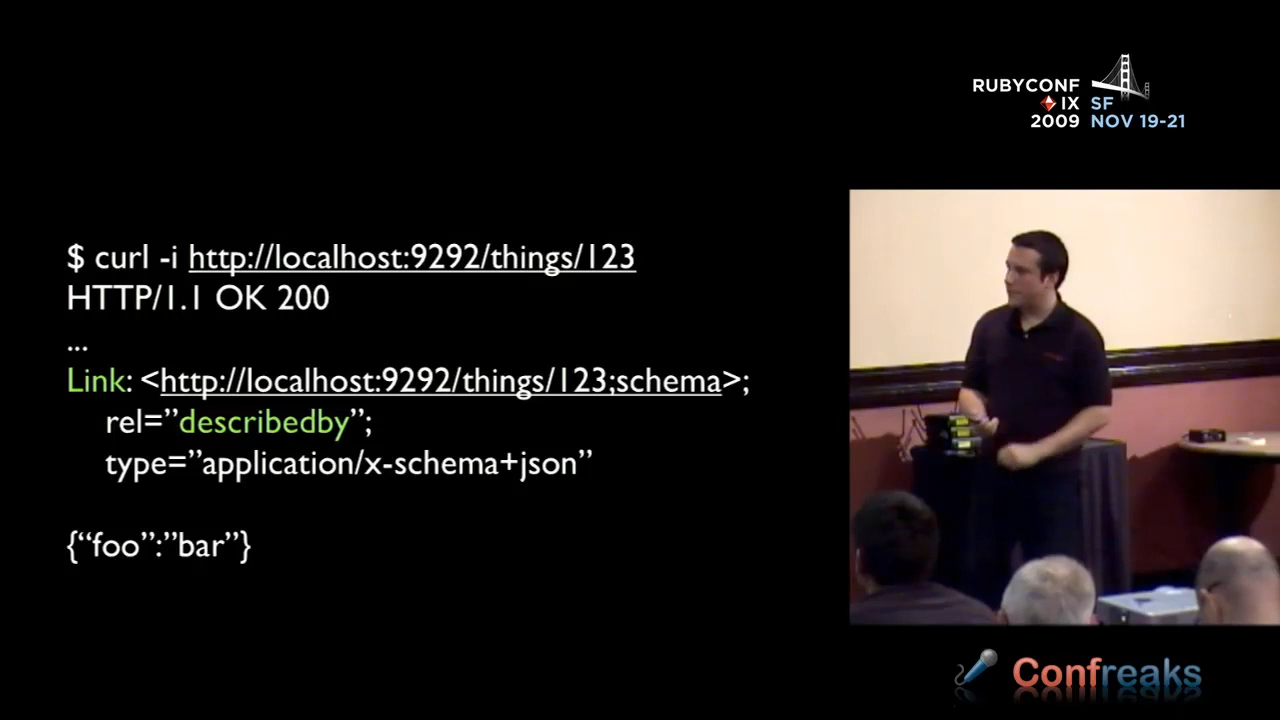 RUBYCONF
IX SF
2009 NOV 19-21
$ curl -i http://localhost:9292/things/123
HTTP/1.1 OK 200
...
Link: <http://localhost:9292/things/123;schema>;
rel=”describedby”;
type=”application/x-schema+json”
{“foo”:”bar”}
Confreaks